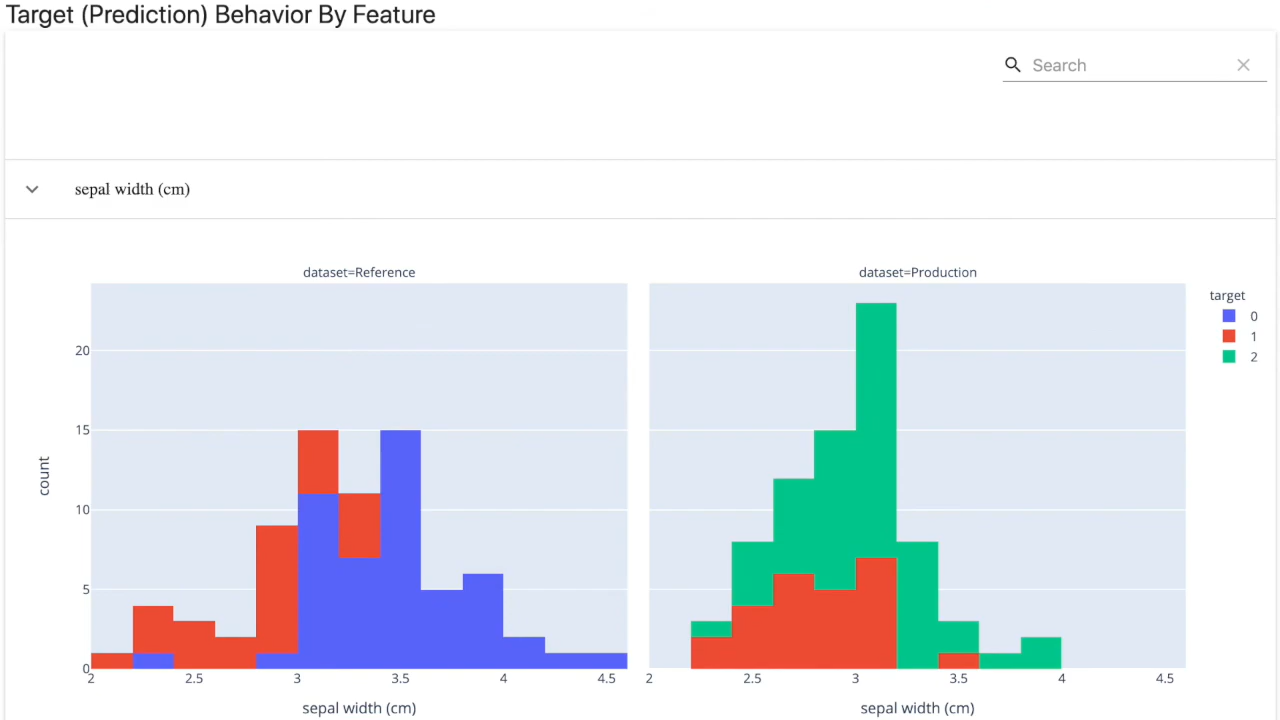 Target (Prediction) Behavior By Feature
Search
sepal width (cm)
dataset=Reference
dataset=Production
target
0
1
2
count
20
15
10
5
0
2 2.5 3 3.5 4 4.5
2 2.5 3 3.5 4 4.5
sepal width (cm)
sepal width (cm)